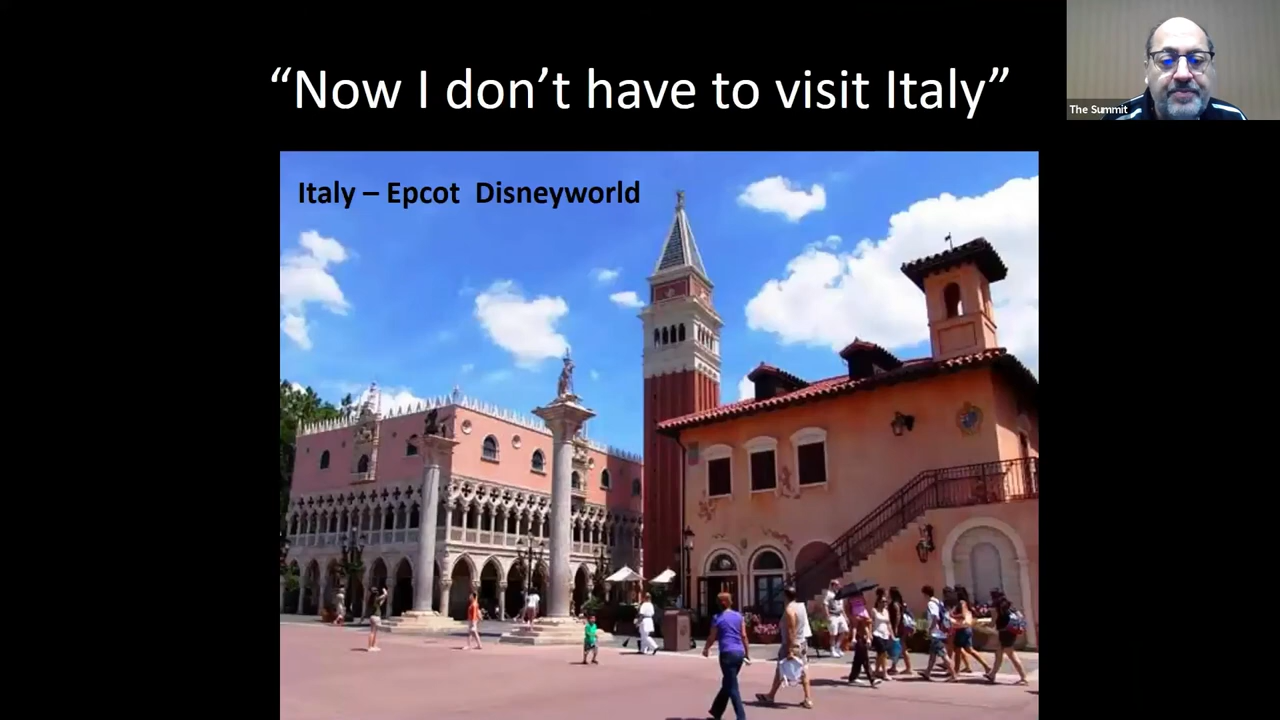 “Now I don’t have to visit Italy”
The Summit
Italy – Epcot  Disneyworld